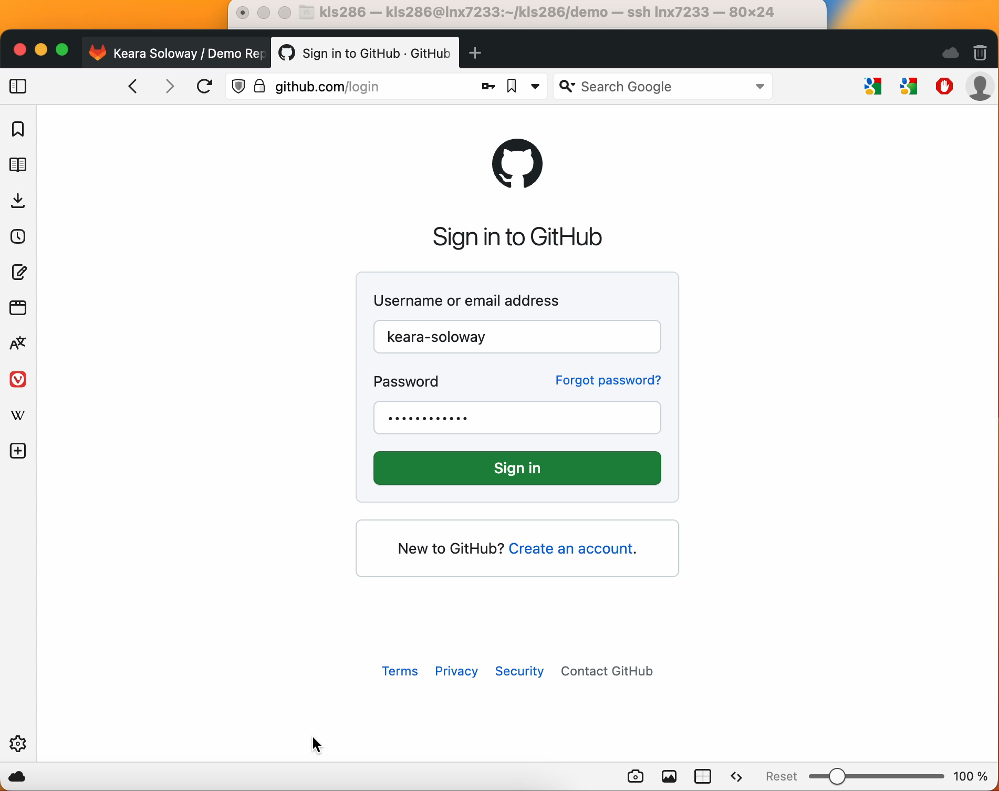 kls286 — kls286@lnx7233:~/kls286/demo — ssh lnx7233 — 80×24
Keara Soloway / Demo Rep
Sign in to GitHub · GitHub
github.com/login
Search Google
Sign in to GitHub
Username or email address
keara-soloway
Password
Forgot password?
Sign in
New to GitHub? Create an account.
Terms
Privacy
Security
Contact GitHub
W
Reset
100 %